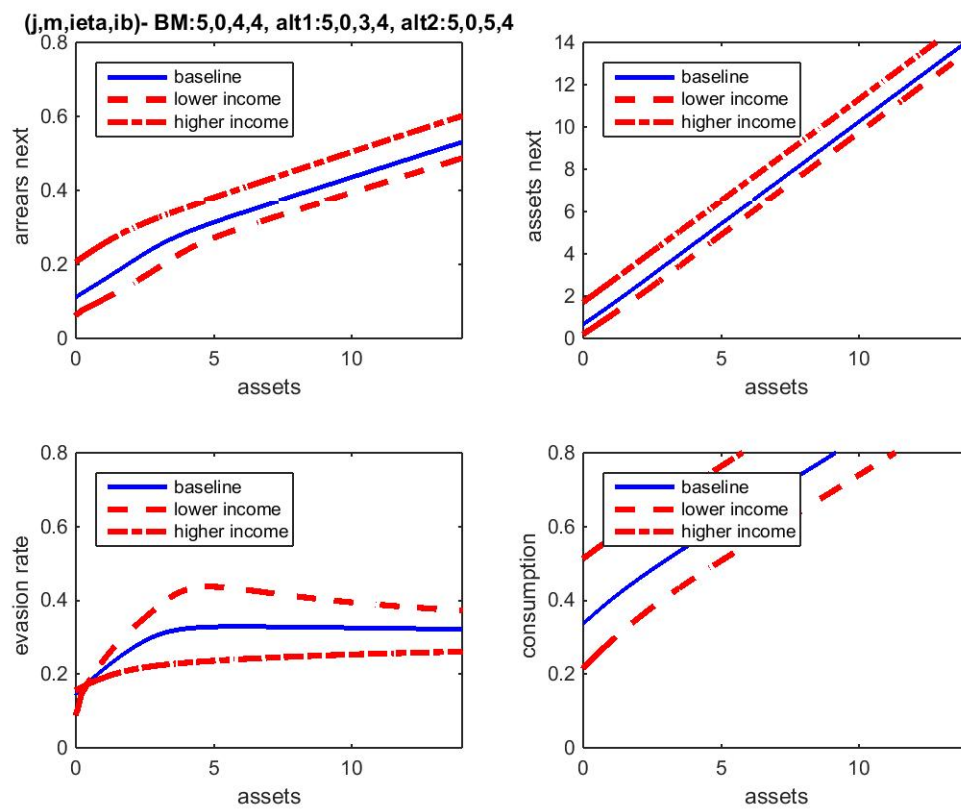 (j,m,ieta,ib)- BM:5,0,4,4, alt1:5,0,3,4, alt2:5,0,5,4
0.8
0.6
0.4
0.2
0
arrears next
baseline
lower income
higher income
0 5 10
assets
14
12
10
8
6
4
2
0
assets next
baseline
lower income
higher income
0 5 10
assets
0.8
0.6
0.4
0.2
0
evasion rate
baseline
lower income
higher income
0 5 10
assets
0.8
0.6
0.4
0.2
0
consumption
baseline
lower income
higher income
0 5 10
assets